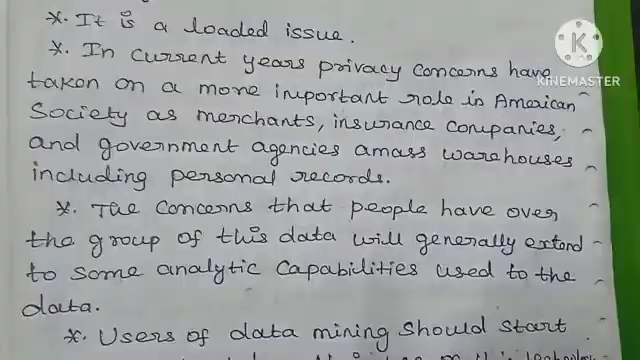 *. It is a loaded issue.
*. In current years privacy concerns have
taken on a more important role in American
Society as merchants, insurance companies,
and government agencies amass warehouses
including personal records.
*. The concerns that people have over
the group of this data will generally extend
to some analytic capabilities used to the
data.
*. Users of data mining should start
K
KINEMASTER